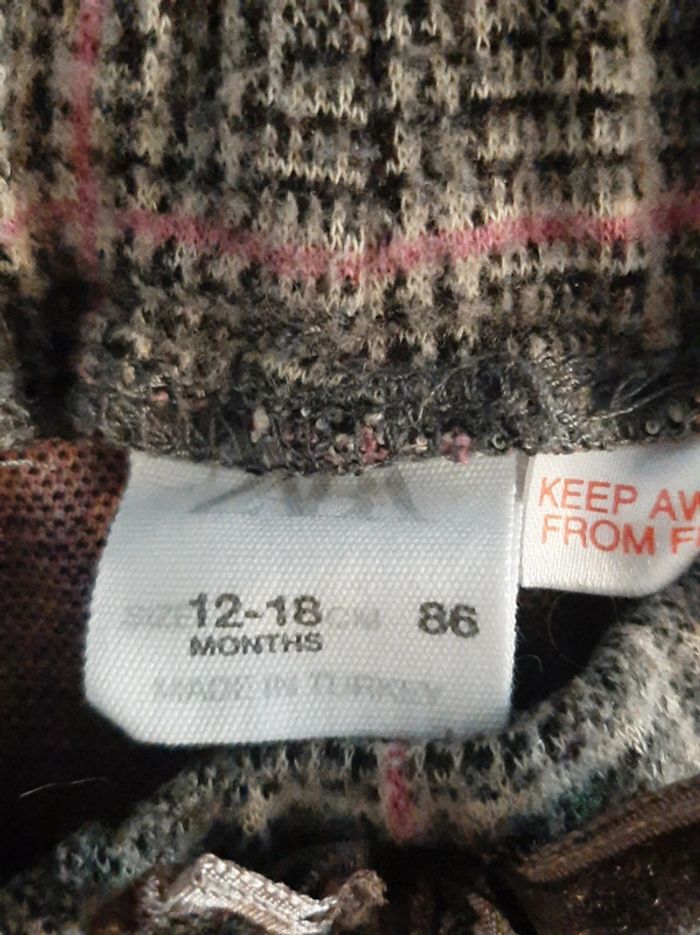 SIZE 12-18 CM 86
MONTHS
MADE IN TURKEY
KEEP AW
FROM F